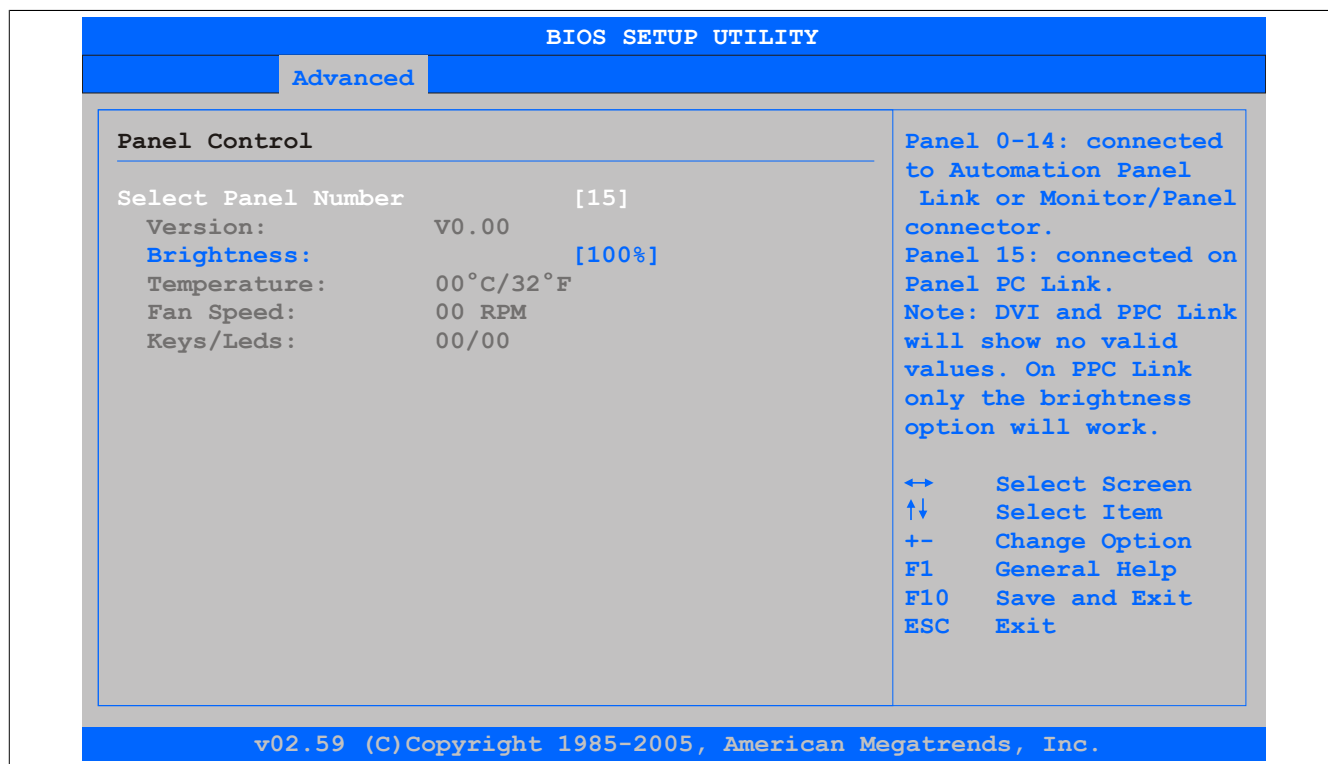 BIOS SETUP UTILITY
Advanced
Panel Control
Select Panel Number [15]
Version: V0.00
Brightness: [100%]
Temperature: 00°C/32°F
Fan Speed: 00 RPM
Keys/Leds: 00/00
Panel 0-14: connected
to Automation Panel
Link or Monitor/Panel
connector.
Panel 15: connected on
Panel PC Link.
Note: DVI and PPC Link
will show no valid
values. On PPC Link
only the brightness
option will work.
↔ Select Screen
↑↓ Select Item
+- Change Option
F1 General Help
F10 Save and Exit
ESC Exit
v02.59 (C)Copyright 1985-2005, American Megatrends, Inc.